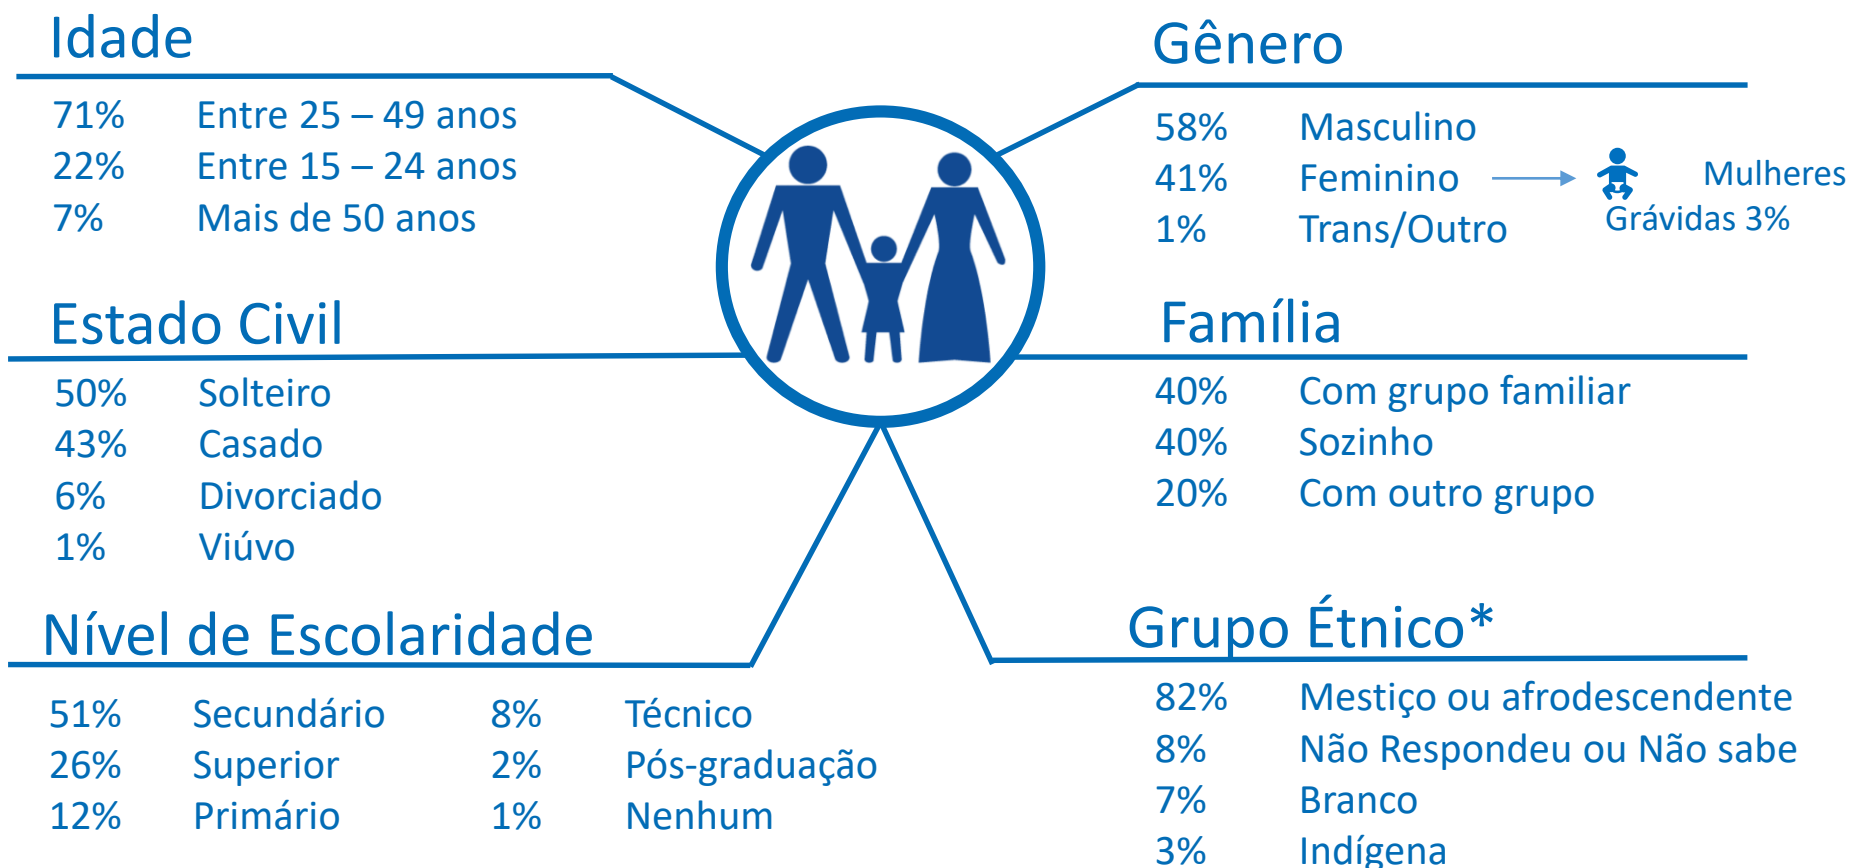 Idade
71% Entre 25 – 49 anos
22% Entre 15 – 24 anos
7% Mais de 50 anos
Gênero
58% Masculino
41% Feminino
1% Trans/Outro
Mulheres
Grávidas 3%
Estado Civil
50% Solteiro
43% Casado
6% Divorciado
1% Viúvo
Família
40% Com grupo familiar
40% Sozinho
20% Com outro grupo
Nível de Escolaridade
51% Secundário 8% Técnico
26% Superior 2% Pós-graduação
12% Primário 1% Nenhum
Grupo Étnico*
82% Mestiço ou afrodescendente
8% Não Respondeu ou Não sabe
7% Branco
3% Indígena